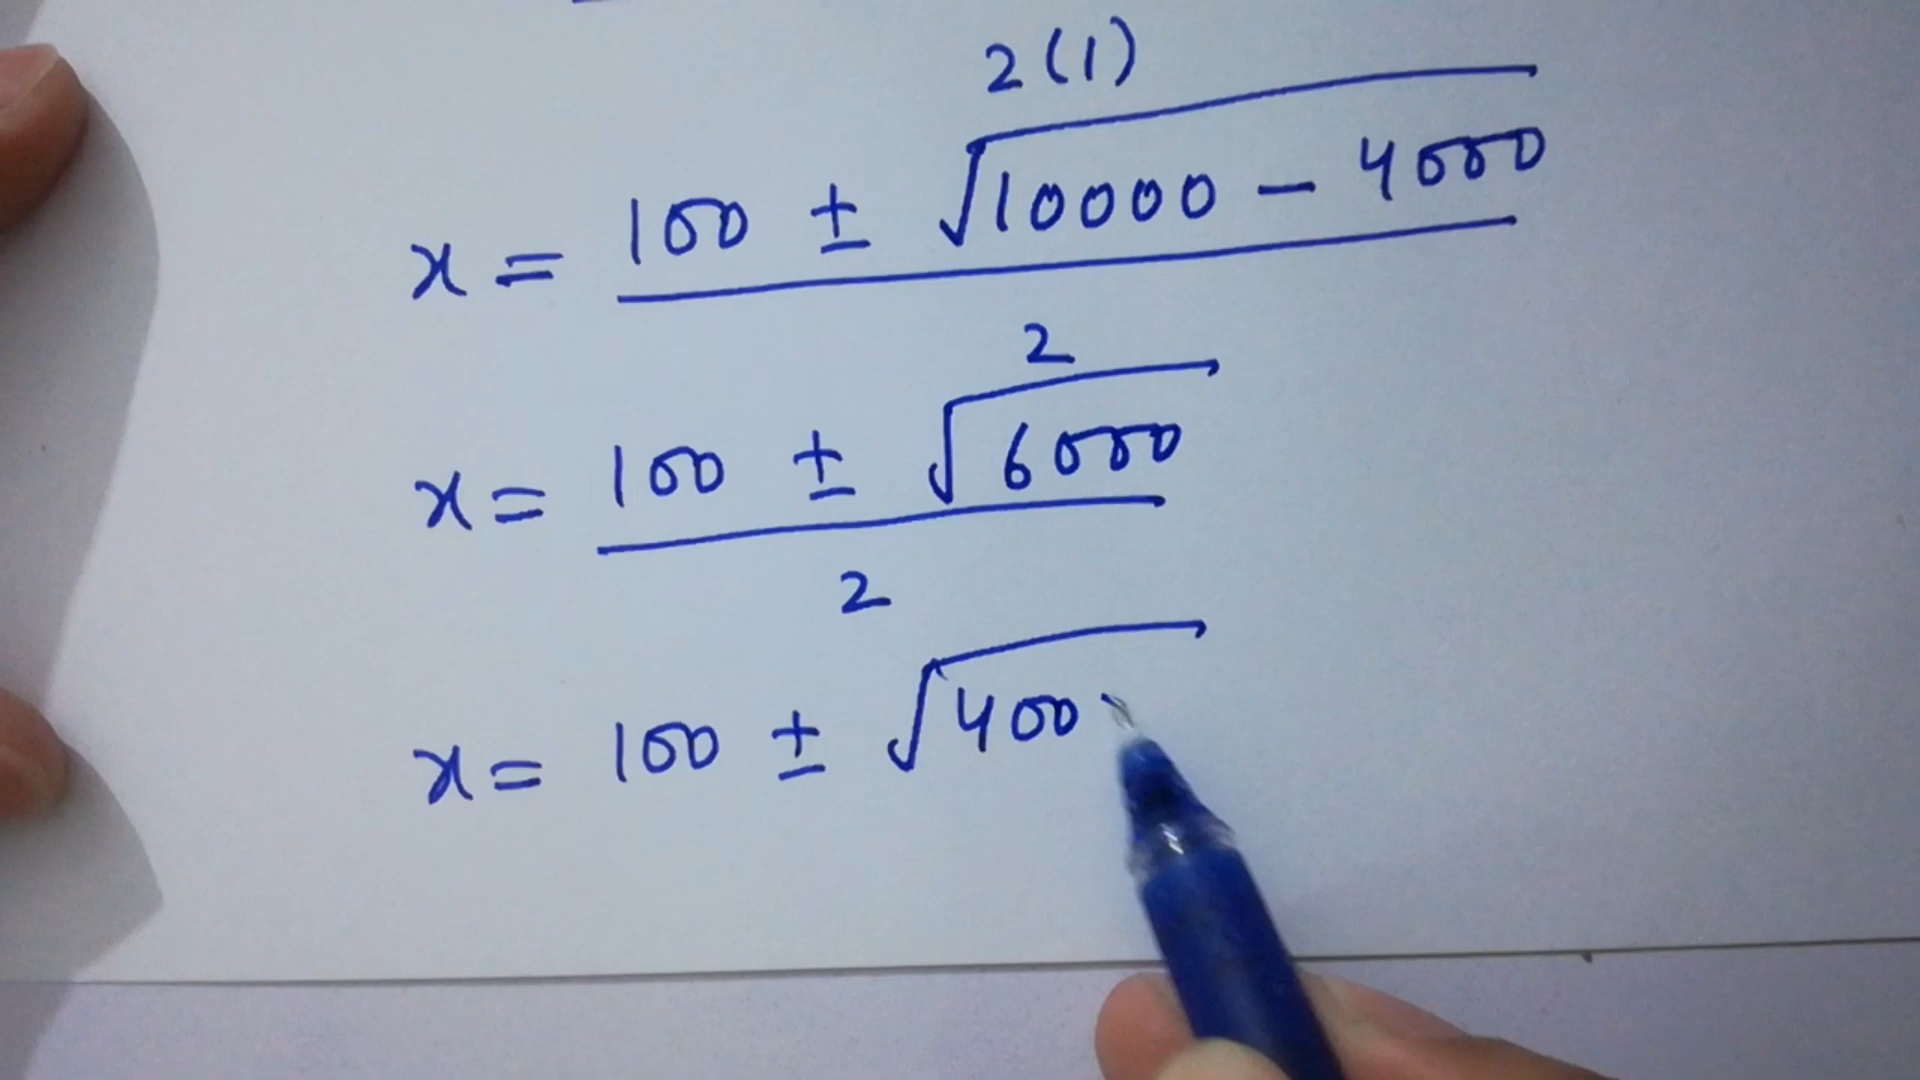 2(1)
x = 100 ± √10000 - 4000
2
x = 100 ± √6000
2
x = 100 ± √400